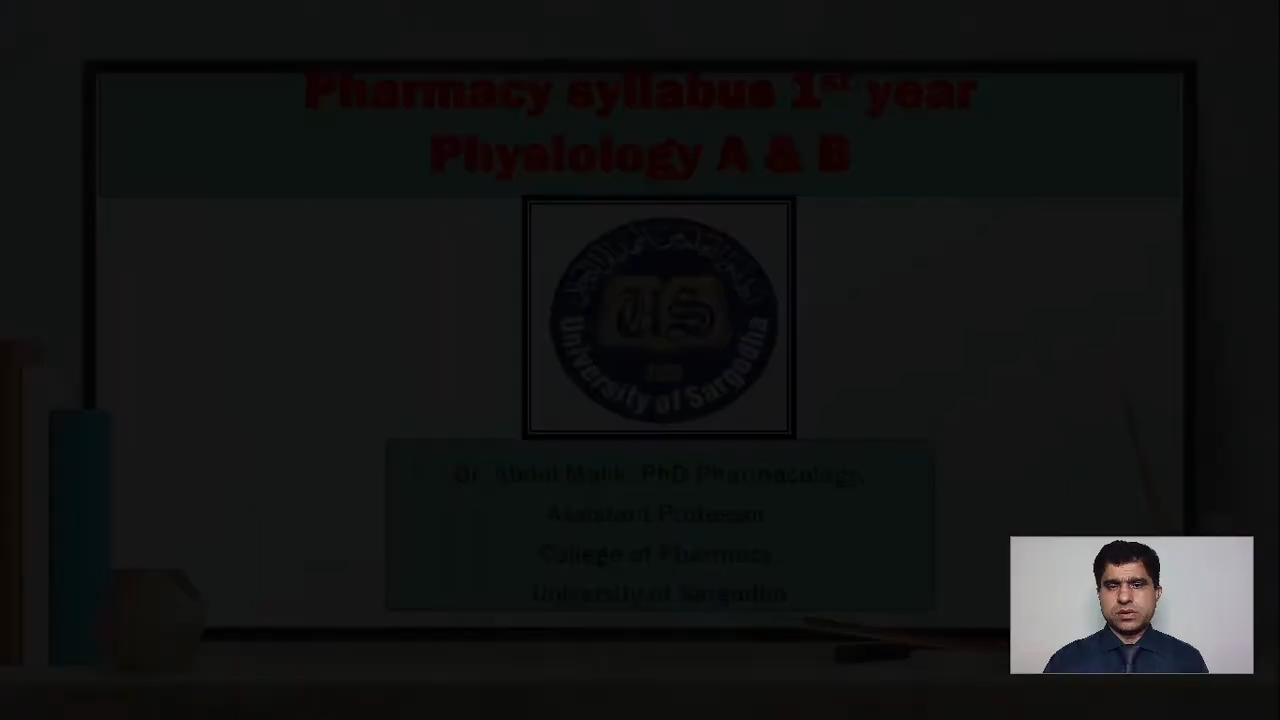 Pharmacy syllabus 1st year
Physiology A & B
US
University of Sargodha
Dr. Abdul Malik, PhD Pharmacology,
Assistant Professor
College of Pharmacy
University of Sargodha